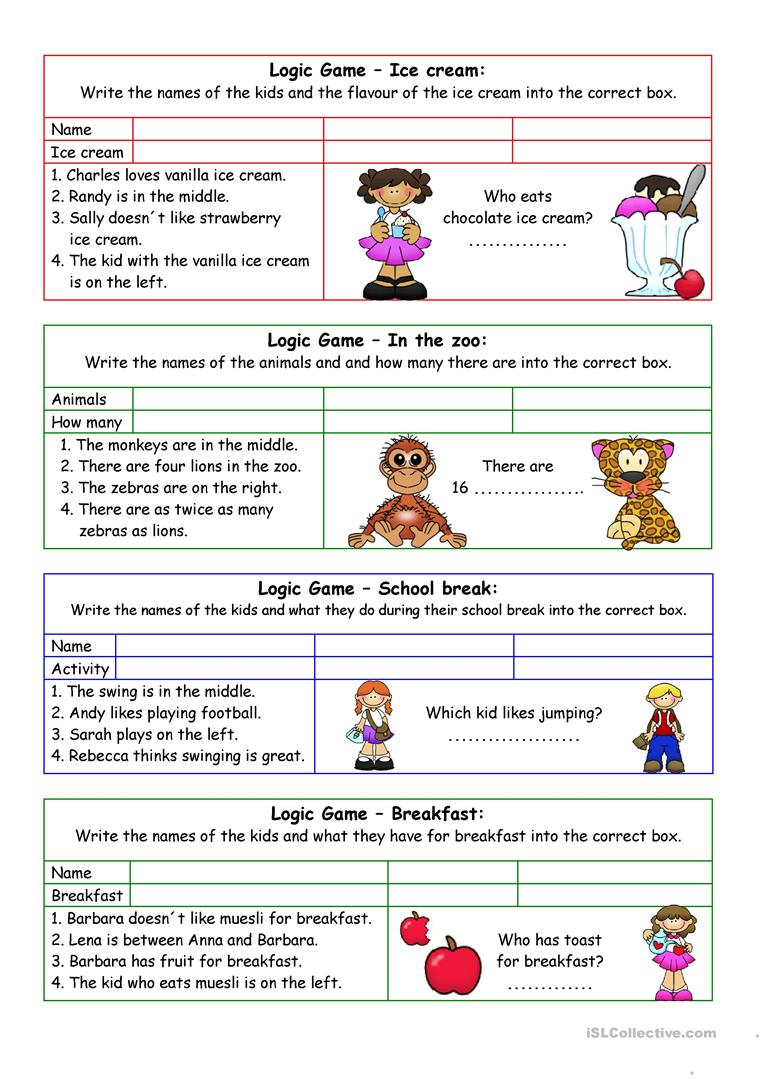 Logic Game – Ice cream:
Write the names of the kids and the flavour of the ice cream into the correct box.
Name
Ice cream
1. Charles loves vanilla ice cream.
2. Randy is in the middle.
3. Sally doesn´t like strawberry
ice cream.
4. The kid with the vanilla ice cream
is on the left.
Who eats
chocolate ice cream?
...............
Logic Game – In the zoo:
Write the names of the animals and and how many there are into the correct box.
Animals
How many
1. The monkeys are in the middle.
2. There are four lions in the zoo.
3. The zebras are on the right.
4. There are as twice as many
zebras as lions.
There are
16 .................
Logic Game – School break:
Write the names of the kids and what they do during their school break into the correct box.
Name
Activity
1. The swing is in the middle.
2. Andy likes playing football.
3. Sarah plays on the left.
4. Rebecca thinks swinging is great.
Which kid likes jumping?
....................
Logic Game – Breakfast:
Write the names of the kids and what they have for breakfast into the correct box.
Name
Breakfast
1. Barbara doesn´t like muesli for breakfast.
2. Lena is between Anna and Barbara.
3. Barbara has fruit for breakfast.
4. The kid who eats muesli is on the left.
Who has toast
for breakfast?
.............
iSLCollective.com